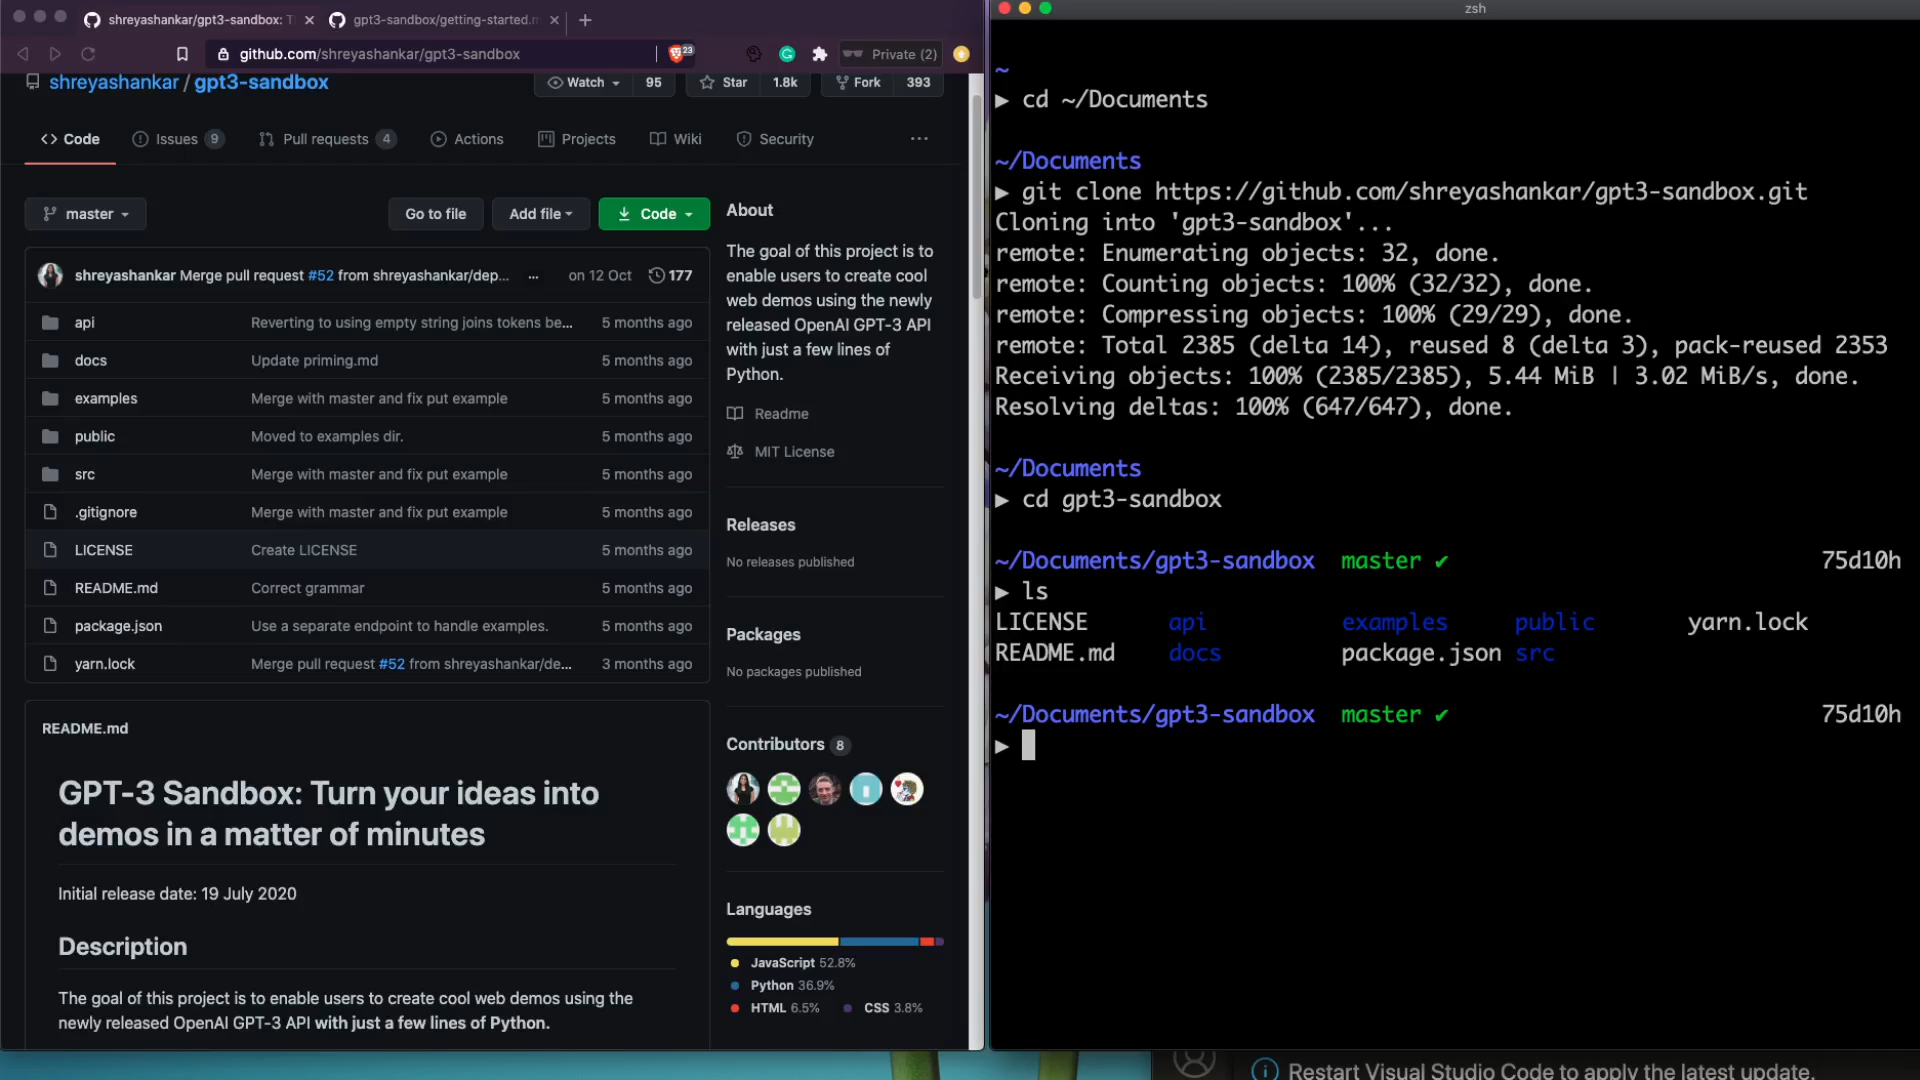 shreyashankar/gpt3-sandbox: T
gpt3-sandbox/getting-started.m
github.com/shreyashankar/gpt3-sandbox
23
Private (2)
shreyashankar / gpt3-sandbox
Watch 95
Star 1.8k
Fork 393
Code
Issues 9
Pull requests 4
Actions
Projects
Wiki
Security
...
master
Go to file
Add file
Code
shreyashankar Merge pull request #52 from shreyashankar/dep... ... on 12 Oct 177
api Reverting to using empty string joins tokens be... 5 months ago
docs Update priming.md 5 months ago
examples Merge with master and fix put example 5 months ago
public Moved to examples dir. 5 months ago
src Merge with master and fix put example 5 months ago
.gitignore Merge with master and fix put example 5 months ago
LICENSE Create LICENSE 5 months ago
README.md Correct grammar 5 months ago
package.json Use a separate endpoint to handle examples. 5 months ago
yarn.lock Merge pull request #52 from shreyashankar/de... 3 months ago
README.md
GPT-3 Sandbox: Turn your ideas into
demos in a matter of minutes
Initial release date: 19 July 2020
Description
The goal of this project is to enable users to create cool web demos using the
newly released OpenAI GPT-3 API with just a few lines of Python.
About
The goal of this project is to
enable users to create cool
web demos using the newly
released OpenAI GPT-3 API
with just a few lines of
Python.
Readme
MIT License
Releases
No releases published
Packages
No packages published
Contributors 8
Languages
JavaScript 52.8%
Python 36.9%
HTML 6.5% CSS 3.8%
zsh
~
▶ cd ~/Documents
~/Documents
▶ git clone https://github.com/shreyashankar/gpt3-sandbox.git
Cloning into 'gpt3-sandbox'...
remote: Enumerating objects: 32, done.
remote: Counting objects: 100% (32/32), done.
remote: Compressing objects: 100% (29/29), done.
remote: Total 2385 (delta 14), reused 8 (delta 3), pack-reused 2353
Receiving objects: 100% (2385/2385), 5.44 MiB | 3.02 MiB/s, done.
Resolving deltas: 100% (647/647), done.
~/Documents
▶ cd gpt3-sandbox
~/Documents/gpt3-sandbox master ✔ 75d10h
▶ ls
LICENSE api examples public yarn.lock
README.md docs package.json src
~/Documents/gpt3-sandbox master ✔ 75d10h
▶
Restart Visual Studio Code to apply the latest update.